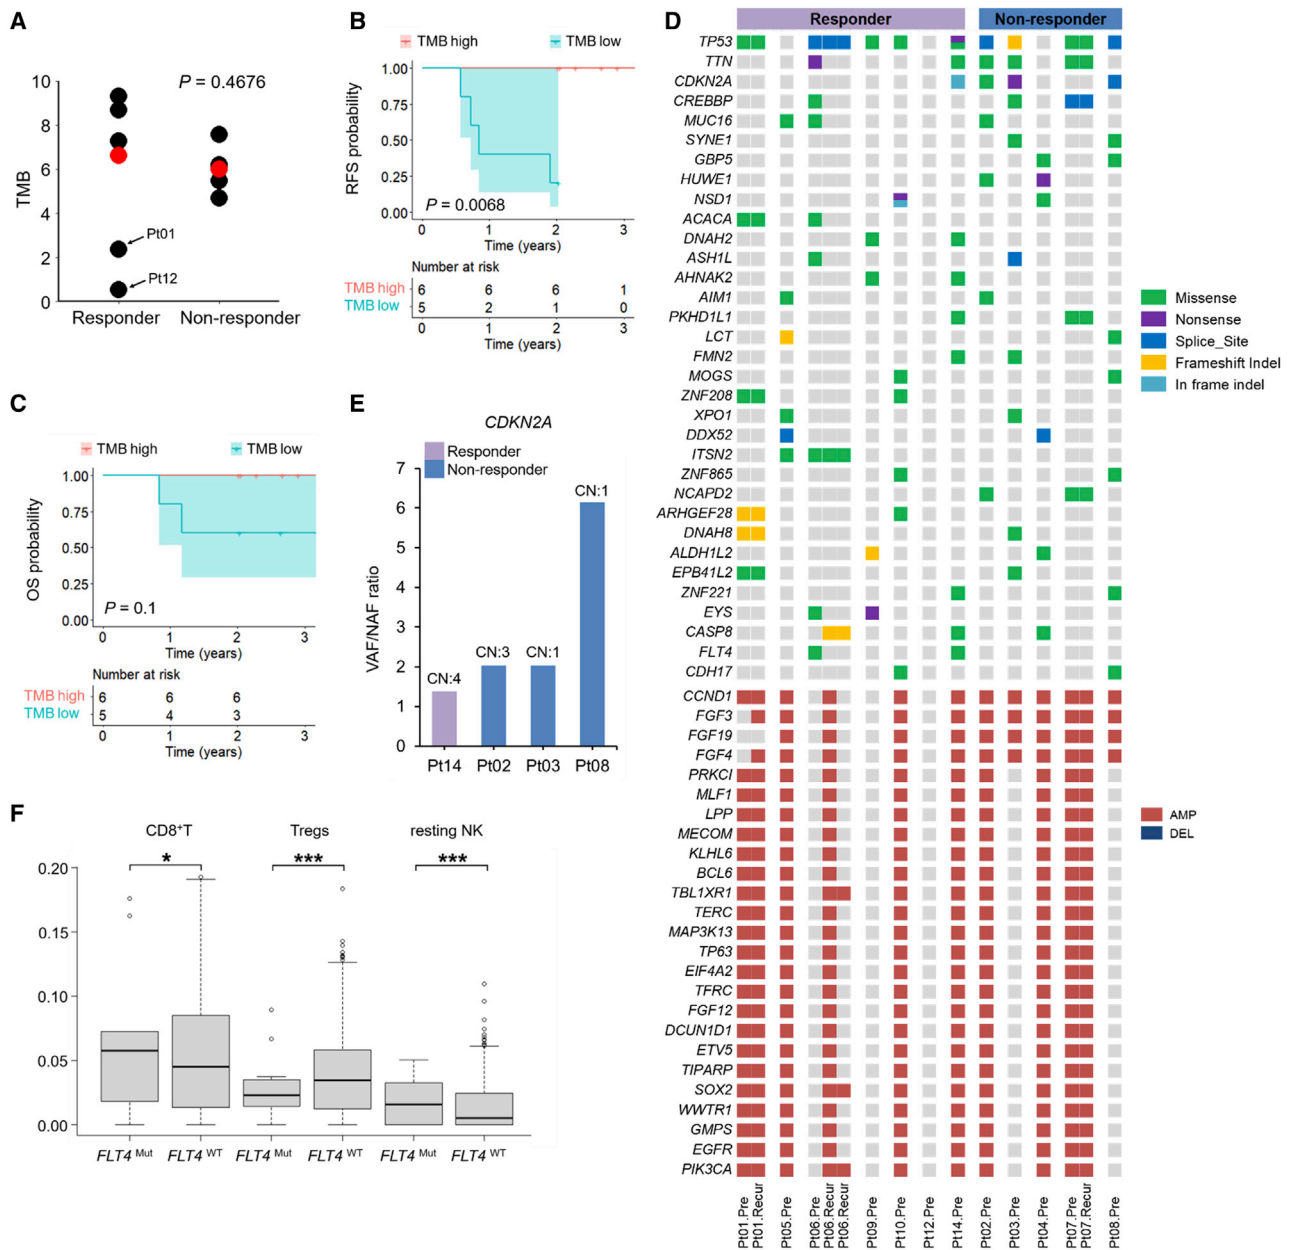 A
P = 0.4676
TMB
10
8
6
4
2
0
Pt01
Pt12
Responder
Non-responder
B
TMB high
TMB low
RFS probability
1.00
0.75
0.50
0.25
0.00
P = 0.0068
0
1
2
3
Time (years)
Number at risk
TMB high 6 6 6 1
TMB low 5 2 1 0
0 1 2 3
Time (years)
C
TMB high
TMB low
OS probability
1.00
0.75
0.50
0.25
0.00
P = 0.1
0 1 2 3
Time (years)
Number at risk
TMB high 6 6 6
TMB low 5 4 3
0 1 2 3
Time (years)
E
CDKN2A
Responder
Non-responder
VAF/NAF ratio
7
6
5
4
3
2
1
0
CN:4
CN:3
CN:1
CN:1
Pt14
Pt02
Pt03
Pt08
F
CD8+T
Tregs
resting NK
*
***
***
0.20
0.15
0.10
0.05
0.00
FLT4 Mut
FLT4 WT
FLT4 Mut
FLT4 WT
FLT4 Mut
FLT4 WT
D
Responder
Non-responder
TP53
TTN
CDKN2A
CREBBP
MUC16
SYNE1
GBP5
HUWE1
NSD1
ACACA
DNAH2
ASH1L
AHNAK2
AIM1
PKHD1L1
LCT
FMN2
MOGS
ZNF208
XPO1
DDX52
ITSN2
ZNF865
NCAPD2
ARHGEF28
DNAH8
ALDH1L2
EPB41L2
ZNF221
EYS
CASP8
FLT4
CDH17
CCND1
FGF3
FGF19
FGF4
PRKCI
MLF1
LPP
MECOM
KLHL6
BCL6
TBL1XR1
TERC
MAP3K13
TP63
EIF4A2
TFRC
FGF12
DCUN1D1
ETV5
TIPARP
SOX2
WWTR1
GMPS
EGFR
PIK3CA
Pt01.Pre
Pt01.Recur
Pt05.Pre
Pt06.Pre
Pt06.Recur
Pt06.Recur
Pt09.Pre
Pt10.Pre
Pt12.Pre
Pt14.Pre
Pt02.Pre
Pt03.Pre
Pt04.Pre
Pt07.Pre
Pt07.Recur
Pt08.Pre
Missense
Nonsense
Splice_Site
Frameshift Indel
In frame indel
AMP
DEL